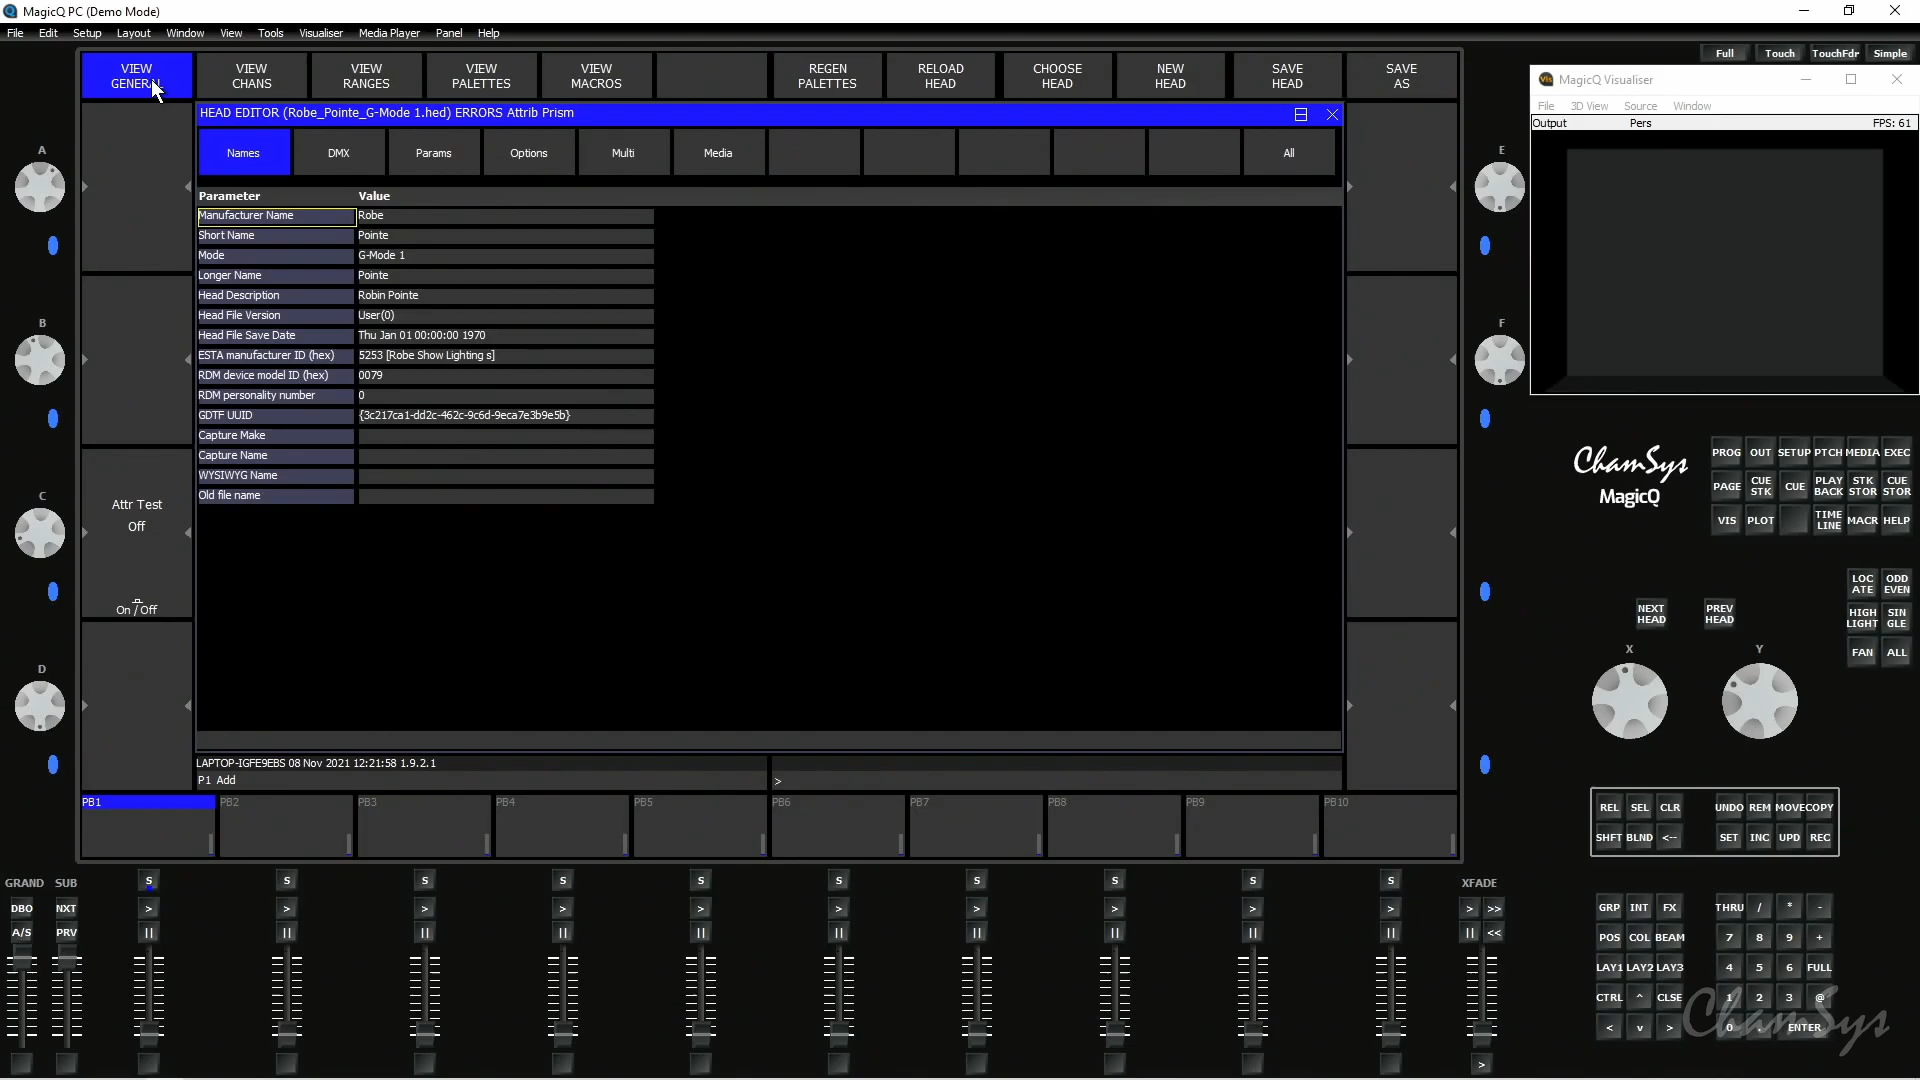 MagicQ PC (Demo Mode)
File Edit Setup Layout Window View Tools Visualiser Media Player Panel Help
Full Touch TouchFdr Simple
VIEW GENERAL
VIEW CHANS
VIEW RANGES
VIEW PALETTES
VIEW MACROS
REGEN PALETTES
RELOAD HEAD
CHOOSE HEAD
NEW HEAD
SAVE HEAD
SAVE AS
HEAD EDITOR (Robe_Pointe_G-Mode 1.hed) ERRORS Attrib Prism
Names DMX Params Options Multi Media All
Parameter Value
Manufacturer Name Robe
Short Name Pointe
Mode G-Mode 1
Longer Name Pointe
Head Description Robin Pointe
Head File Version User(0)
Head File Save Date Thu Jan 01 00:00:00 1970
ESTA manufacturer ID (hex) 5253 [Robe Show Lighting s]
RDM device model ID (hex) 0079
RDM personality number 0
GDTF UUID {3c217ca1-dd2c-462c-9c6d-9eca7e3b9e5b}
Capture Make
Capture Name
WYSIWYG Name
Old file name
A
B
C
D
Attr Test
Off
On / Off
E
F
LAPTOP-IGFE9EBS 08 Nov 2021 12:21:58 1.9.2.1
P1 Add
>
PB1 PB2 PB3 PB4 PB5 PB6 PB7 PB8 PB9 PB10
GRAND SUB
S S S S S S S S S S
XFADE
DBO NXT
> > > > > > > > > > > >>
A/S PRV
|| || || || || || || || || || || <<
>
MagicQ Visualiser
File 3D View Source Window
Output Pers FPS: 61
ChamSys
MagicQ
PROG OUT SETUP PTCH MEDIA EXEC
PAGE CUE STK CUE PLAY BACK STK STOR CUE STOR
VIS PLOT TIME LINE MACR HELP
LOC ATE ODD EVEN
NEXT HEAD PREV HEAD
HIGH LIGHT SIN GLE
FAN ALL
X Y
REL SEL CLR UNDO REM MOVE COPY
SHFT BLND <-- SET INC UPD REC
GRP INT FX THRU / * -
POS COL BEAM 7 8 9 +
LAY1 LAY2 LAY3 4 5 6 FULL
CTRL ^ CLSE 1 2 3 @
< v > 0 . ENTER
ChamSys